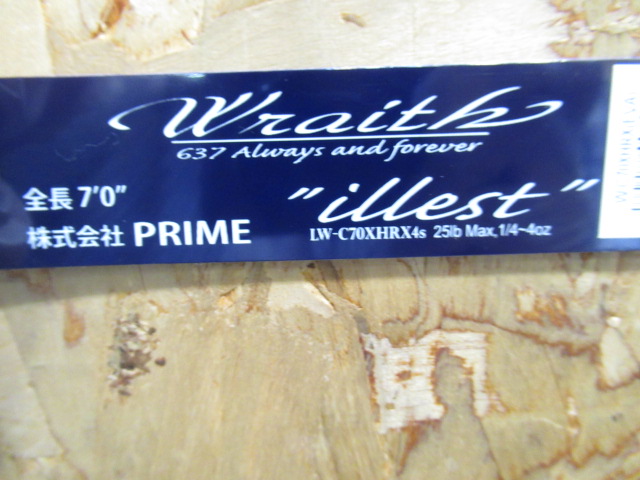 Wraith
637 Always and forever
全長 7'0"
"illest"
株式会社 PRIME
LW-C70XHRX4s 25lb Max,1/4~4oz